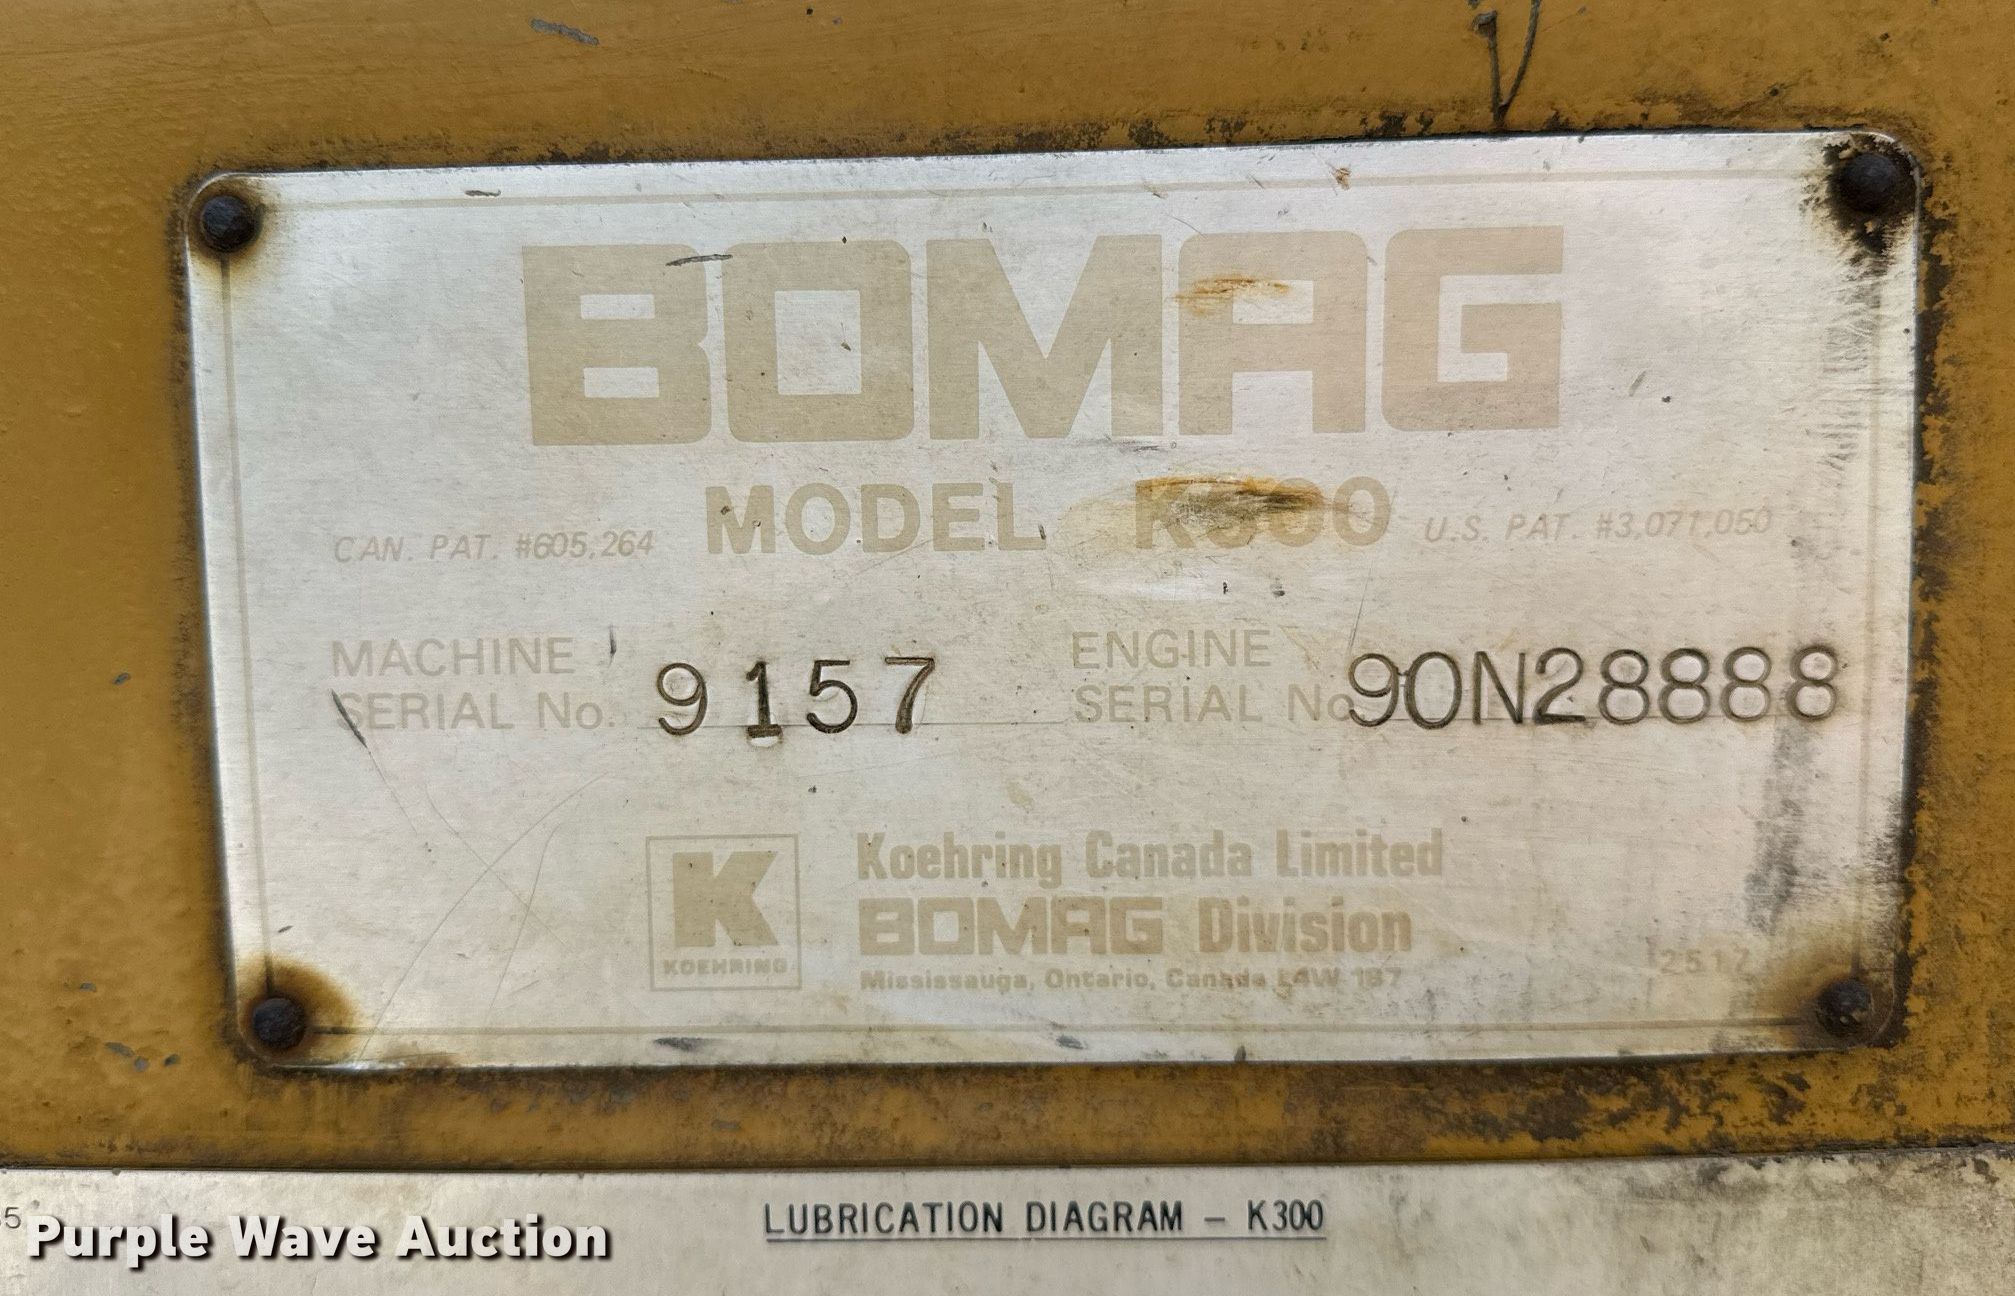 BOMAG
MODEL K300
CAN. PAT. #605,264
U.S. PAT. #3,071,050
MACHINE
SERIAL No. 9157
ENGINE
SERIAL No. 90N28888
K
KOEHRING
Koehring Canada Limited
BOMAG Division
Mississauga, Ontario, Canada L4W 1B7
2517
LUBRICATION DIAGRAM – K300
Purple Wave Auction